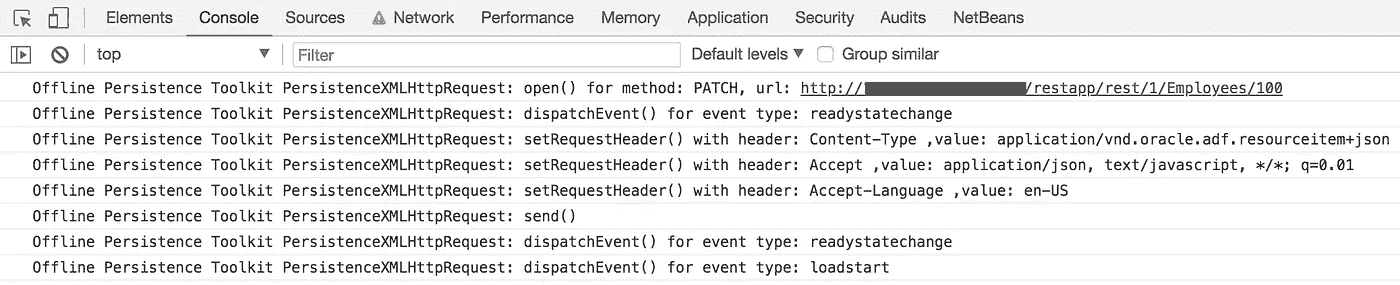 Elements Console Sources Network Performance Memory Application Security Audits NetBeans
top Filter Default levels Group similar
Offline Persistence Toolkit PersistenceXMLHttpRequest: open() for method: PATCH, url: http:// /restapp/rest/1/Employees/100
Offline Persistence Toolkit PersistenceXMLHttpRequest: dispatchEvent() for event type: readystatechange
Offline Persistence Toolkit PersistenceXMLHttpRequest: setRequestHeader() with header: Content-Type ,value: application/vnd.oracle.adf.resourceitem+json
Offline Persistence Toolkit PersistenceXMLHttpRequest: setRequestHeader() with header: Accept ,value: application/json, text/javascript, */*; q=0.01
Offline Persistence Toolkit PersistenceXMLHttpRequest: setRequestHeader() with header: Accept-Language ,value: en-US
Offline Persistence Toolkit PersistenceXMLHttpRequest: send()
Offline Persistence Toolkit PersistenceXMLHttpRequest: dispatchEvent() for event type: readystatechange
Offline Persistence Toolkit PersistenceXMLHttpRequest: dispatchEvent() for event type: loadstart